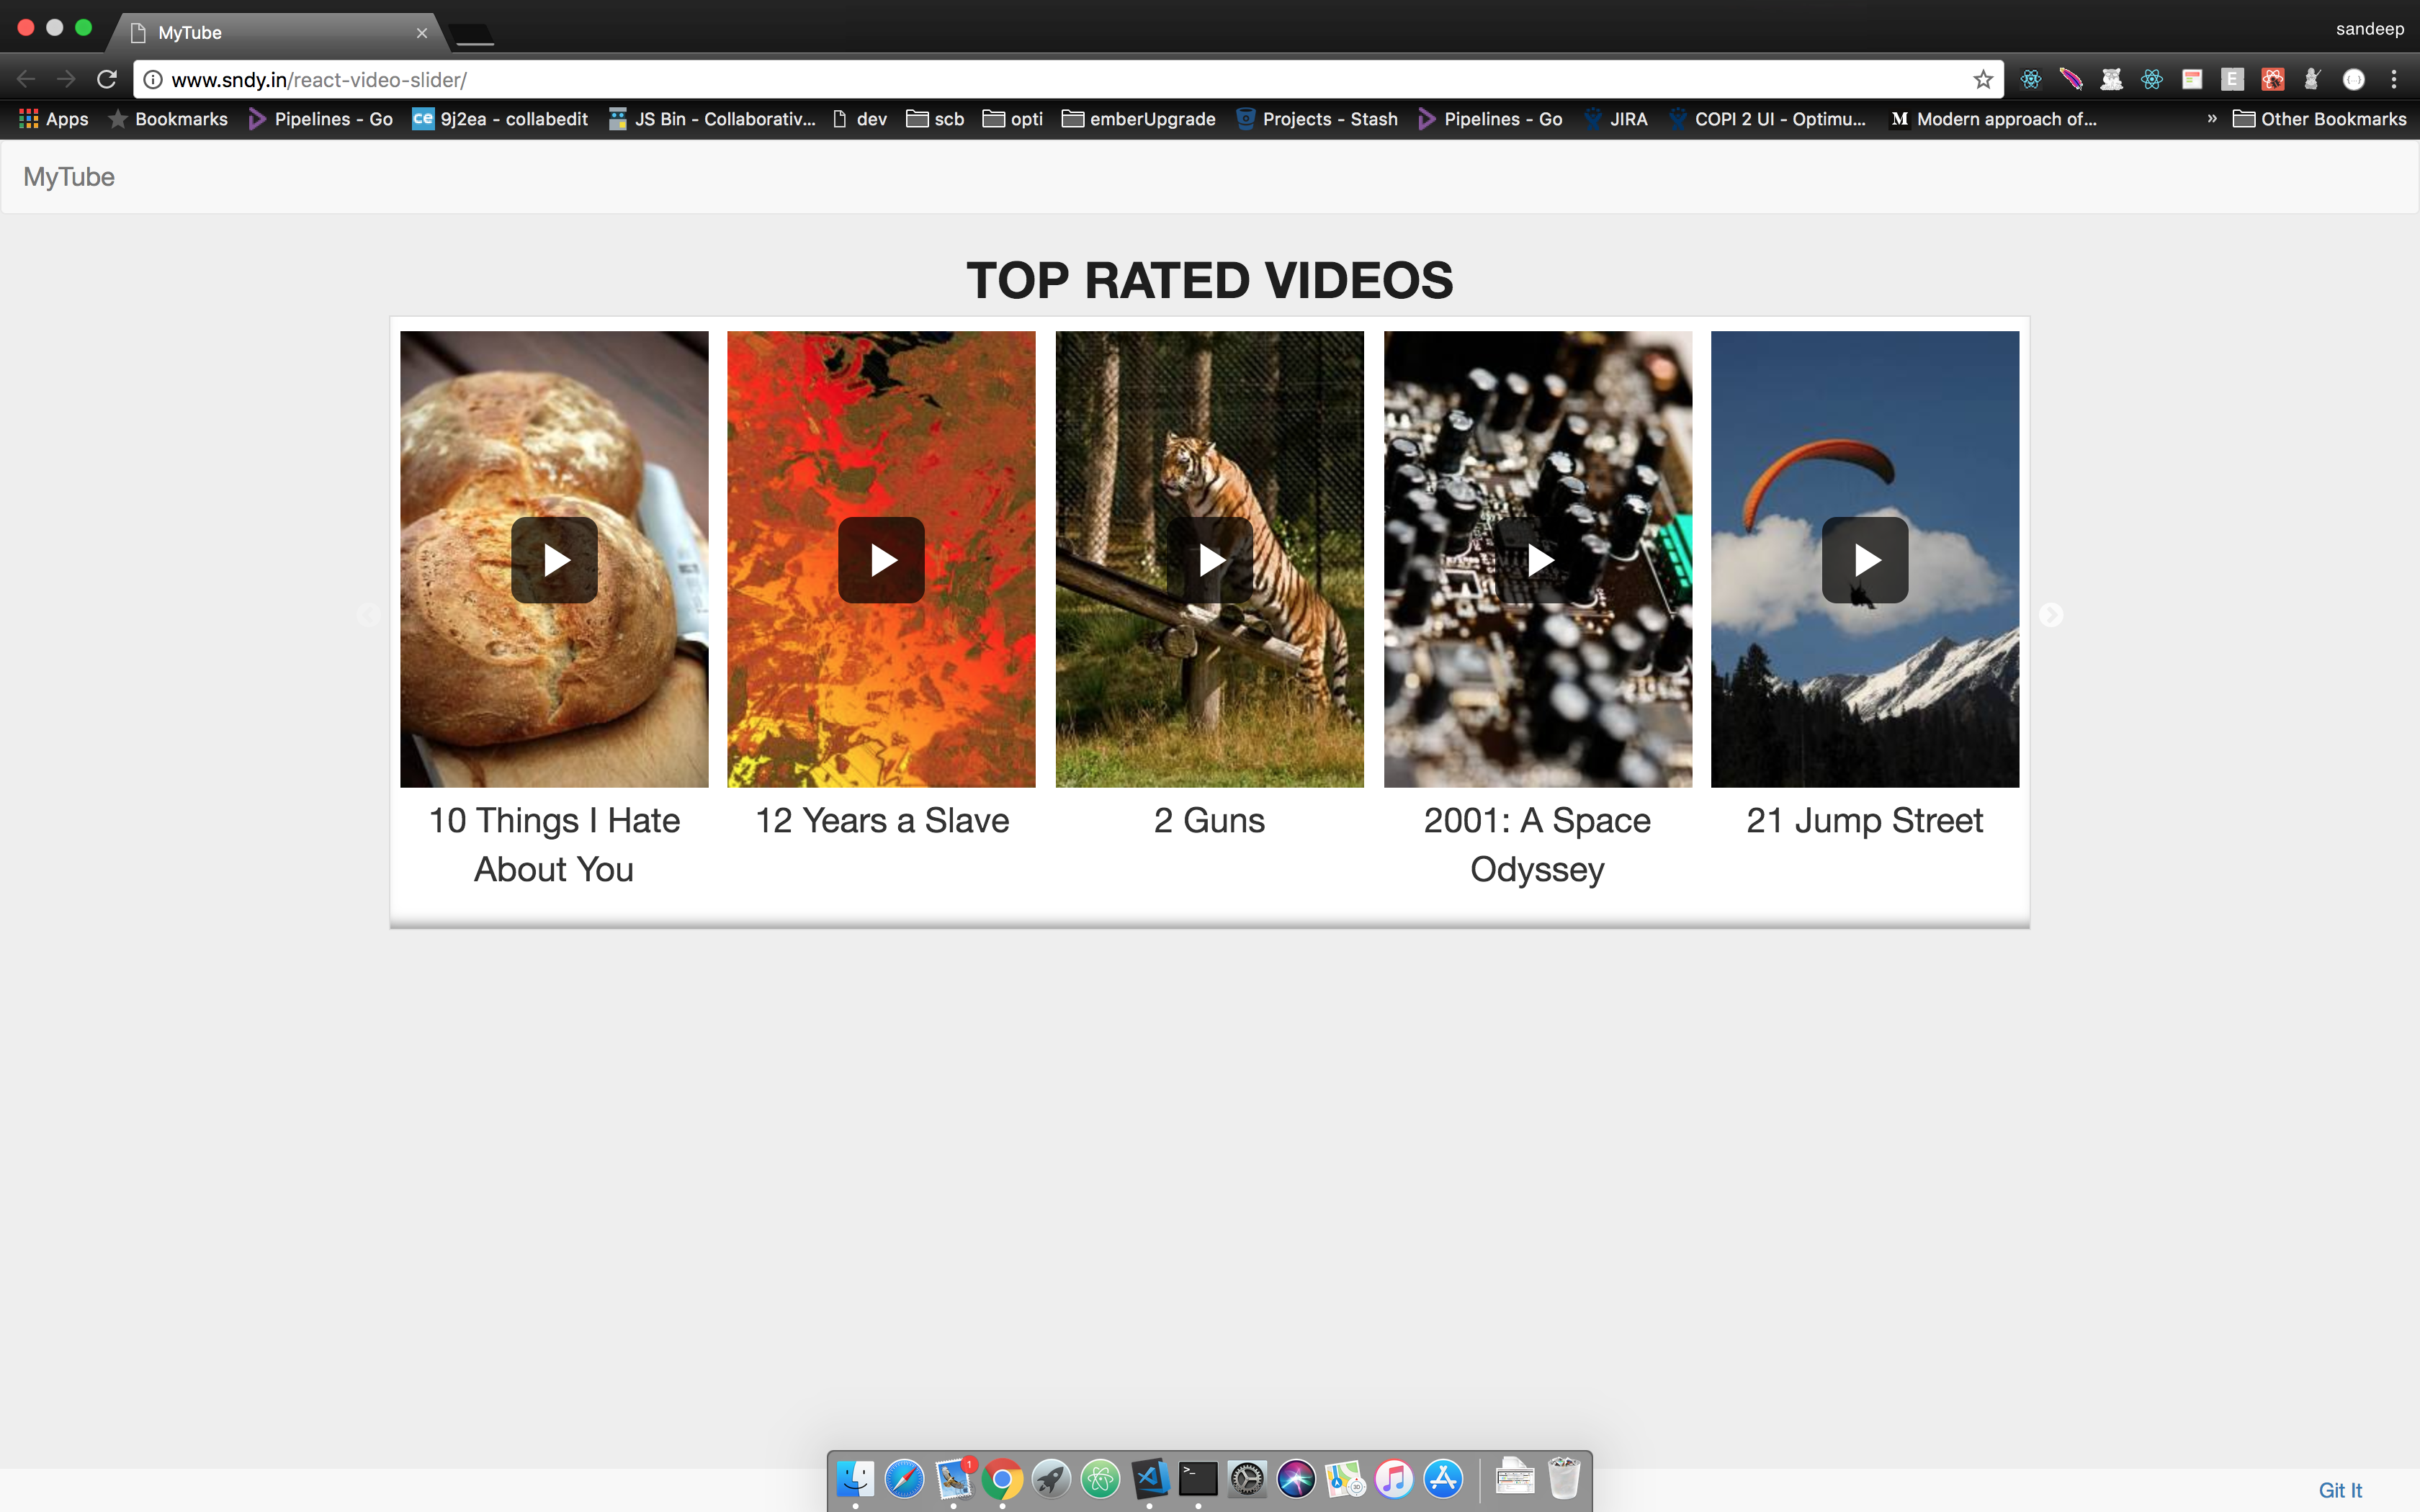 MyTube
sandeep
www.sndy.in/react-video-slider/
E
Apps
Bookmarks
Pipelines - Go
ce 9j2ea - collabedit
JS Bin - Collaborativ...
dev
scb
opti
emberUpgrade
Projects - Stash
Pipelines - Go
JIRA
COPI 2 UI - Optimu...
M Modern approach of...
»
Other Bookmarks
MyTube
TOP RATED VIDEOS
10 Things I Hate
About You
12 Years a Slave
2 Guns
2001: A Space
Odyssey
21 Jump Street
1
Git It